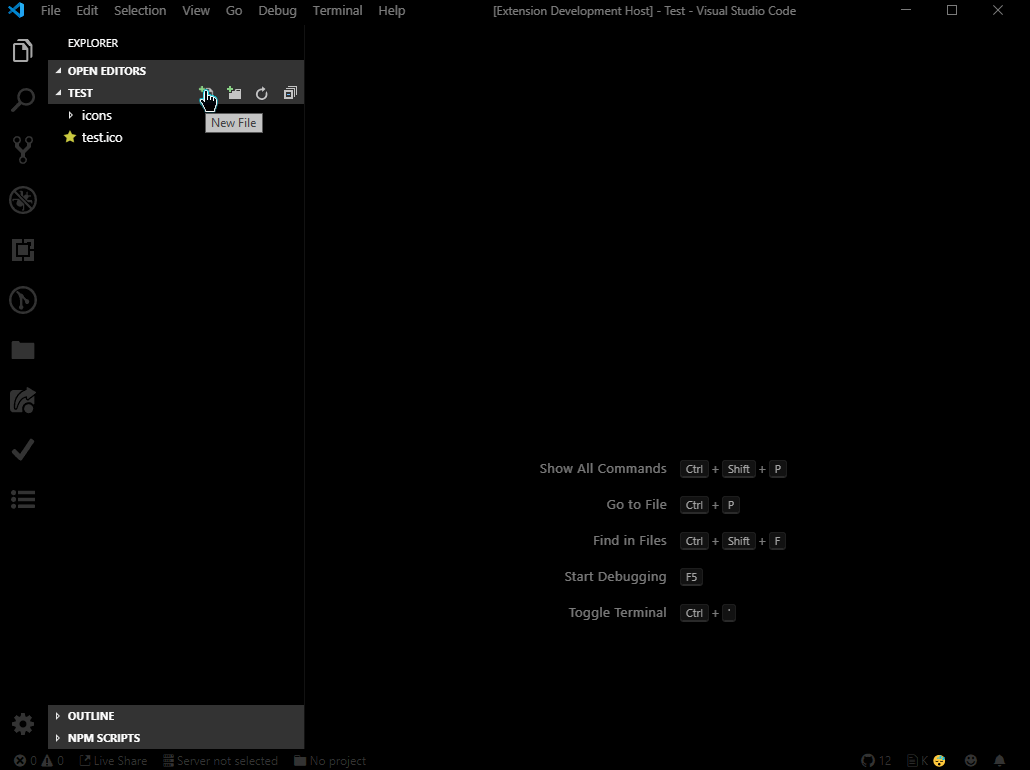 File Edit Selection View Go Debug Terminal Help [Extension Development Host] - Test - Visual Studio Code
EXPLORER
OPEN EDITORS
TEST
icons
New File
test.ico
Show All Commands Ctrl + Shift + P
Go to File Ctrl + P
Find in Files Ctrl + Shift + F
Start Debugging F5
Toggle Terminal Ctrl + '
OUTLINE
NPM SCRIPTS
0 0 Live Share Server not selected No project 12 K